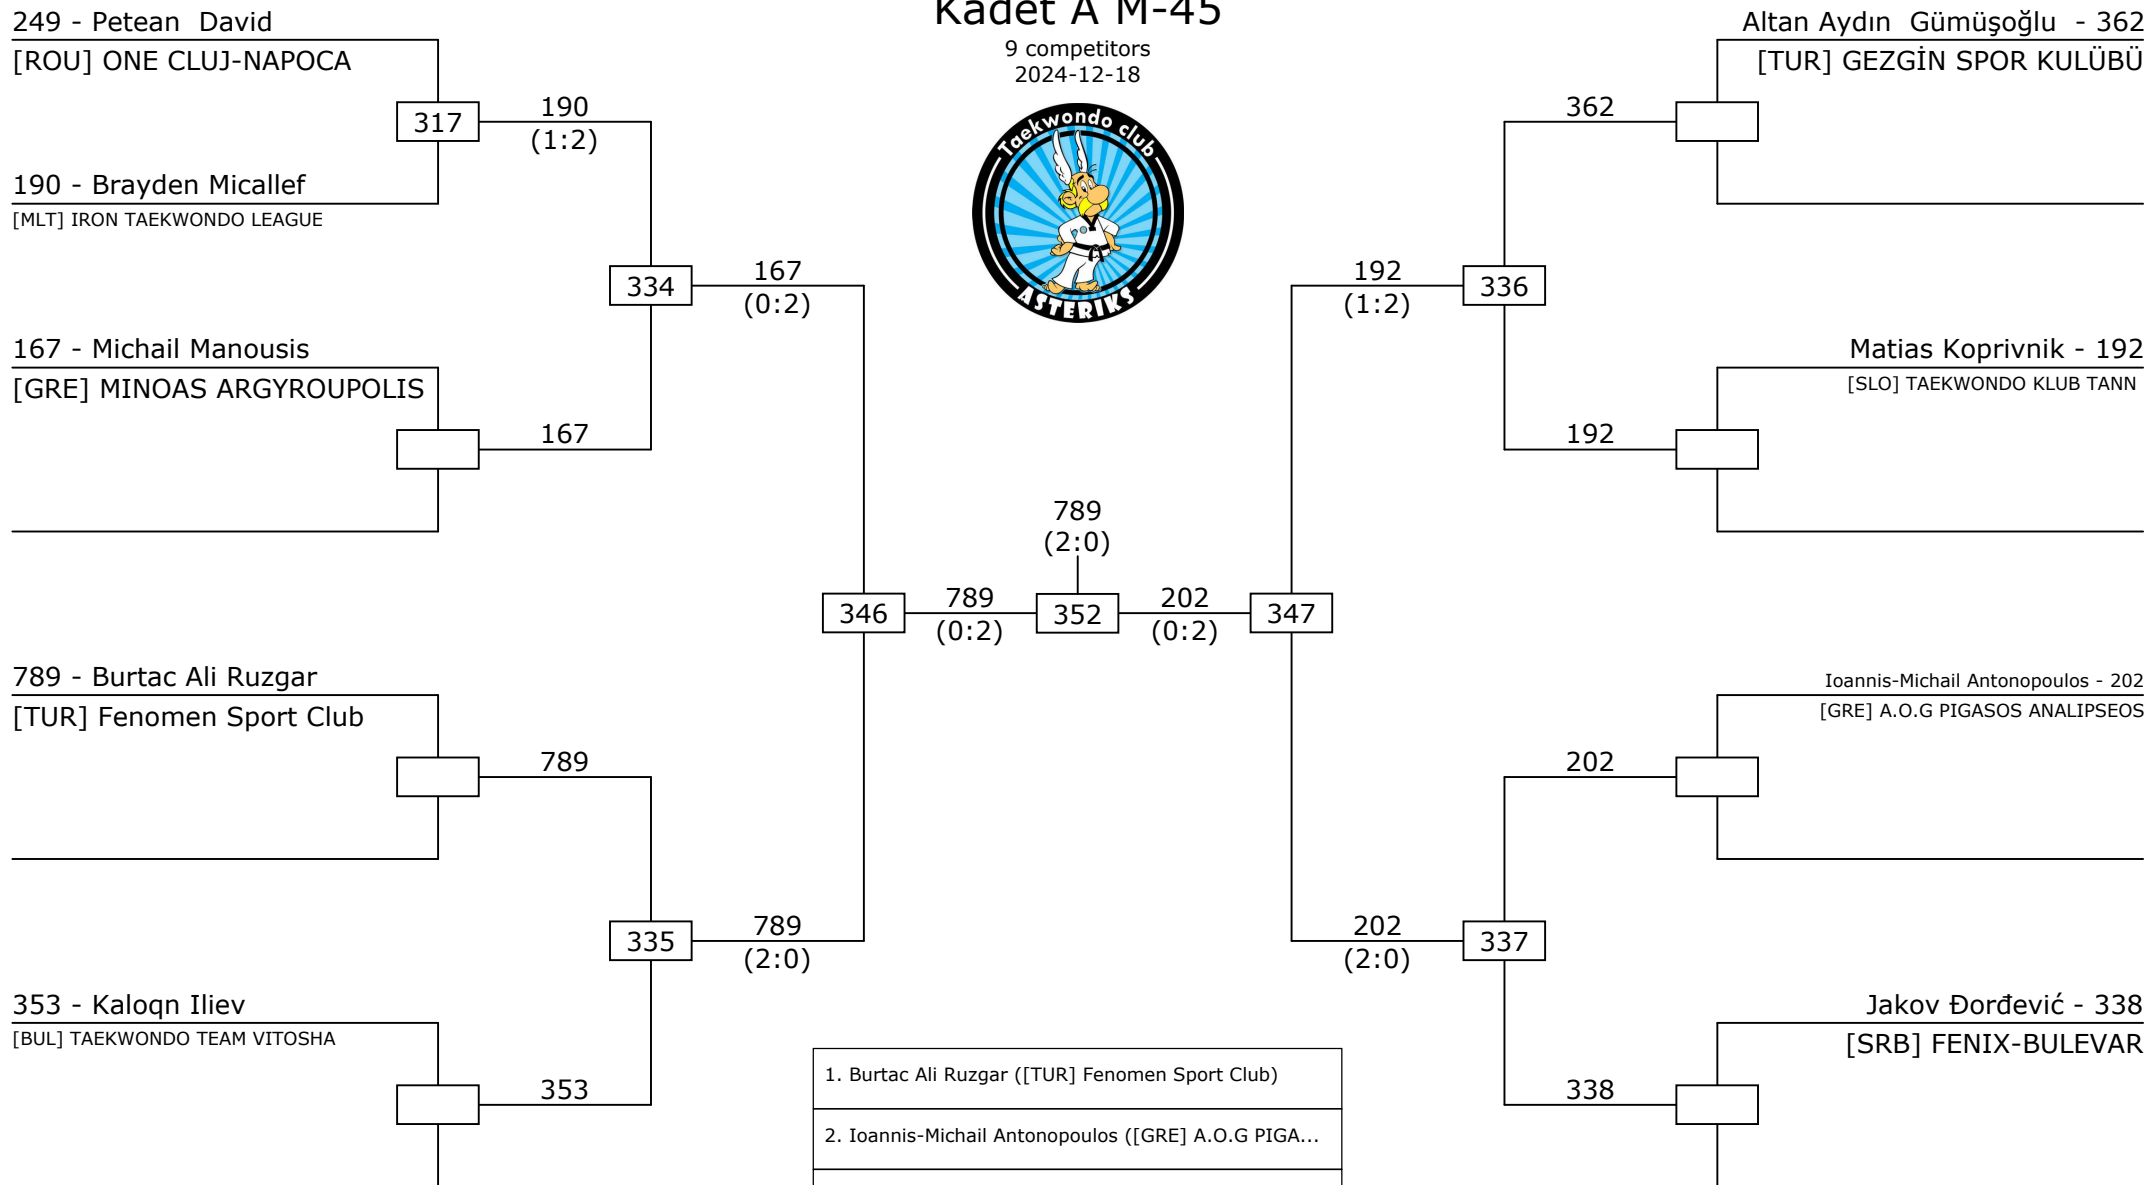 Kadet A M-45
9 competitors
2024-12-18
Taekwondo club
ASTERIKS
249 - Petean  David
[ROU] ONE CLUJ-NAPOCA
317
190
(1:2)
190 - Brayden Micallef
[MLT] IRON TAEKWONDO LEAGUE
334
167
(0:2)
167 - Michail Manousis
[GRE] MINOAS ARGYROUPOLIS
167
789 - Burtac Ali Ruzgar
[TUR] Fenomen Sport Club
789
335
789
(2:0)
353 - Kaloqn Iliev
[BUL] TAEKWONDO TEAM VITOSHA
353
346
789
(0:2)
789
(2:0)
352
202
(0:2)
347
Altan Aydın  Gümüşoğlu  - 362
[TUR] GEZGİN SPOR KULÜBÜ
362
192
(1:2)
336
Matias Koprivnik - 192
[SLO] TAEKWONDO KLUB TANN
192
Ioannis-Michail Antonopoulos - 202
[GRE] A.O.G PIGASOS ANALIPSEOS
202
202
(2:0)
337
Jakov Đorđević - 338
[SRB] FENIX-BULEVAR
338
1. Burtac Ali Ruzgar ([TUR] Fenomen Sport Club)
2. Ioannis-Michail Antonopoulos ([GRE] A.O.G PIGA...